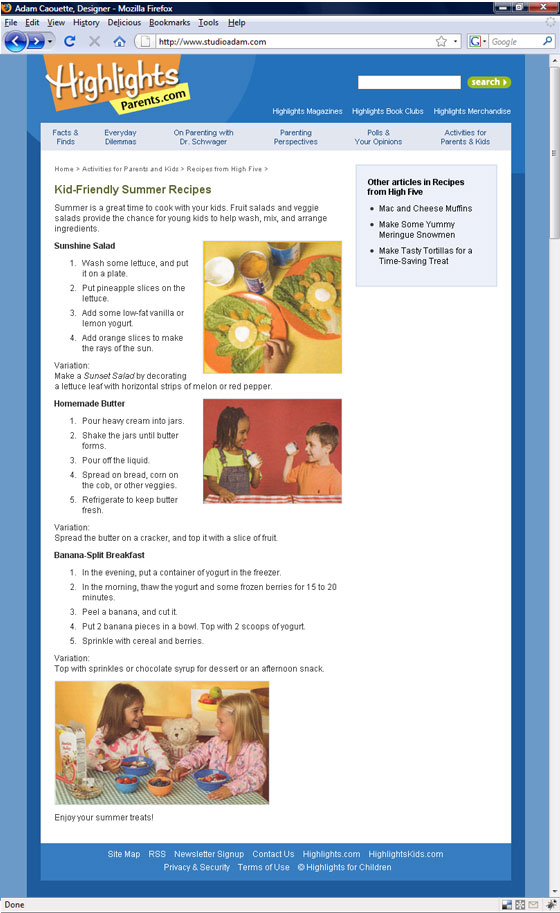 Adam Caouette, Designer - Mozilla Firefox
File Edit View History Delicious Bookmarks Tools Help
http://www.studioadam.com
Google
Highlights
Parents.com
search
Highlights Magazines Highlights Book Clubs Highlights Merchandise
Facts &
Finds
Everyday
Dilemmas
On Parenting with
Dr. Schwager
Parenting
Perspectives
Polls &
Your Opinions
Activities for
Parents & Kids
Home > Activities for Parents and Kids > Recipes from High Five >
Kid-Friendly Summer Recipes
Summer is a great time to cook with your kids. Fruit salads and veggie
salads provide the chance for young kids to help wash, mix, and arrange
ingredients.
Sunshine Salad
1. Wash some lettuce, and put
it on a plate.
2. Put pineapple slices on the
lettuce.
3. Add some low-fat vanilla or
lemon yogurt.
4. Add orange slices to make
the rays of the sun.
Variation:
Make a Sunset Salad by decorating
a lettuce leaf with horizontal strips of melon or red pepper.
Homemade Butter
1. Pour heavy cream into jars.
2. Shake the jars until butter
forms.
3. Pour off the liquid.
4. Spread on bread, corn on
the cob, or other veggies.
5. Refrigerate to keep butter
fresh.
Variation:
Spread the butter on a cracker, and top it with a slice of fruit.
Banana-Split Breakfast
1. In the evening, put a container of yogurt in the freezer.
2. In the morning, thaw the yogurt and some frozen berries for 15 to 20
minutes.
3. Peel a banana, and cut it.
4. Put 2 banana pieces in a bowl. Top with 2 scoops of yogurt.
5. Sprinkle with cereal and berries.
Variation:
Top with sprinkles or chocolate syrup for dessert or an afternoon snack.
Enjoy your summer treats!
Other articles in Recipes
from High Five
Mac and Cheese Muffins
Make Some Yummy
Meringue Snowmen
Make Tasty Tortillas for a
Time-Saving Treat
Site Map RSS Newsletter Signup Contact Us Highlights.com HighlightsKids.com
Privacy & Security Terms of Use © Highlights for Children
Done